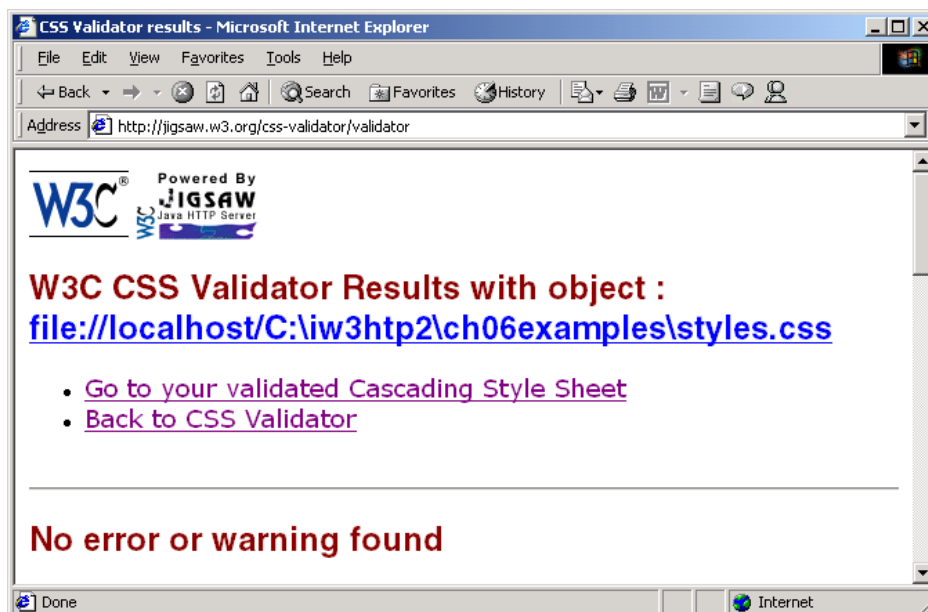 CSS Validator results - Microsoft Internet Explorer
File Edit View Favorites Tools Help
Back Search Favorites History
Address http://jigsaw.w3.org/css-validator/validator
W3C®
Powered By
JIGSAW
W3C
Java HTTP Server
W3C CSS Validator Results with object :
file://localhost/C:\iw3htp2\ch06examples\styles.css
Go to your validated Cascading Style Sheet
Back to CSS Validator
No error or warning found
Done Internet